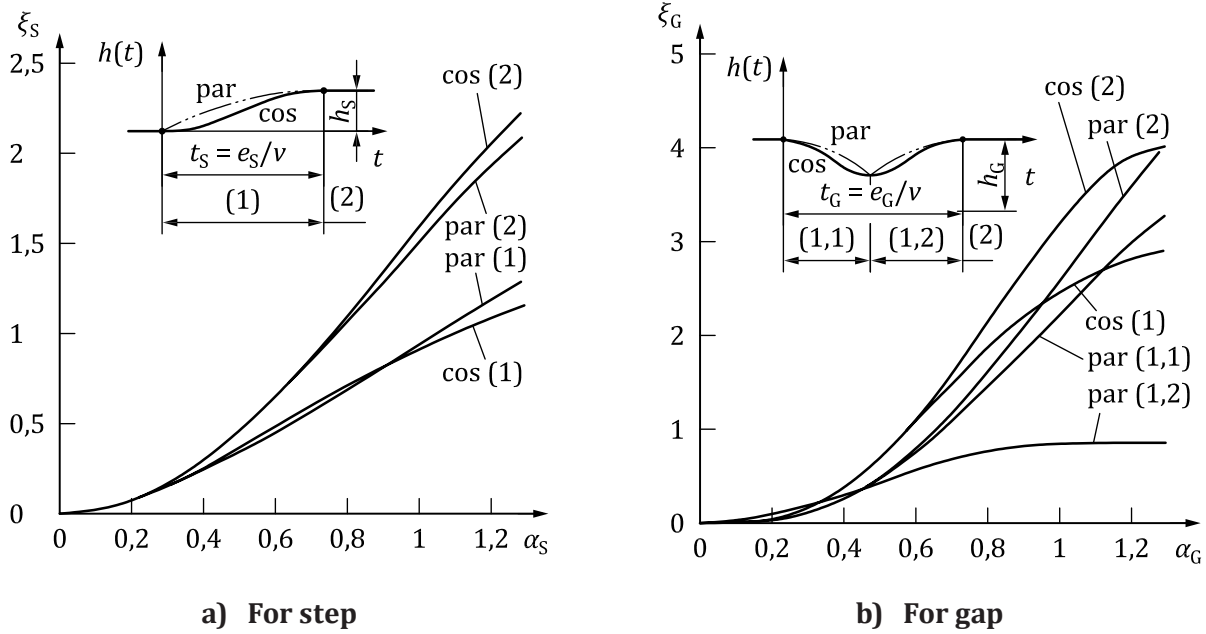 ξS
2,5
2
1,5
1
0,5
0
0
0,2
0,4
0,6
0,8
1
1,2
αS
h(t)
par
cos
hS
t
tS = eS/v
(1)
(2)
cos (2)
par (2)
par (1)
cos (1)
a) For step
ξG
5
4
3
2
1
0
0
0,2
0,4
0,6
0,8
1
1,2
αG
h(t)
par
cos
hG
t
tG = eG/v
(1,1)
(1,2)
(2)
cos (2)
par (2)
cos (1)
par (1,1)
par (1,2)
b) For gap